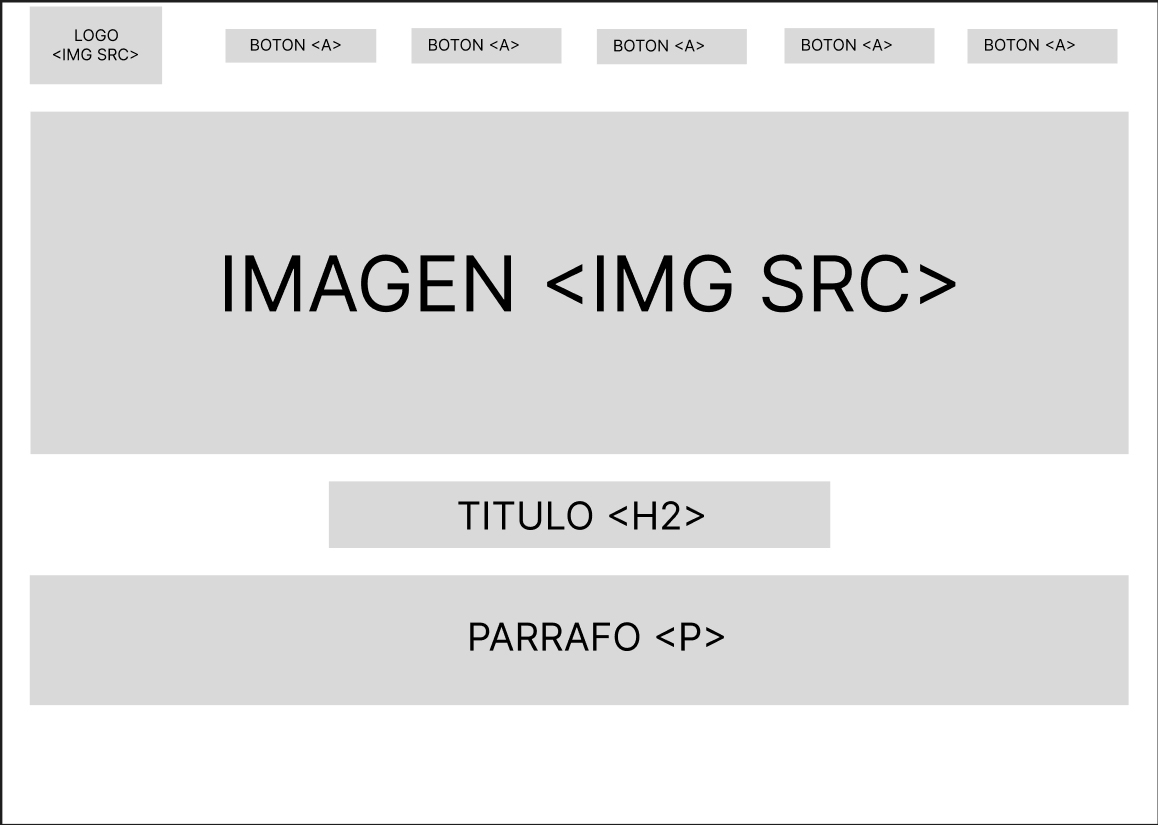 LOGO
<IMG SRC>
BOTON <A>
BOTON <A>
BOTON <A>
BOTON <A>
BOTON <A>
IMAGEN <IMG SRC>
TITULO <H2>
PARRAFO <P>